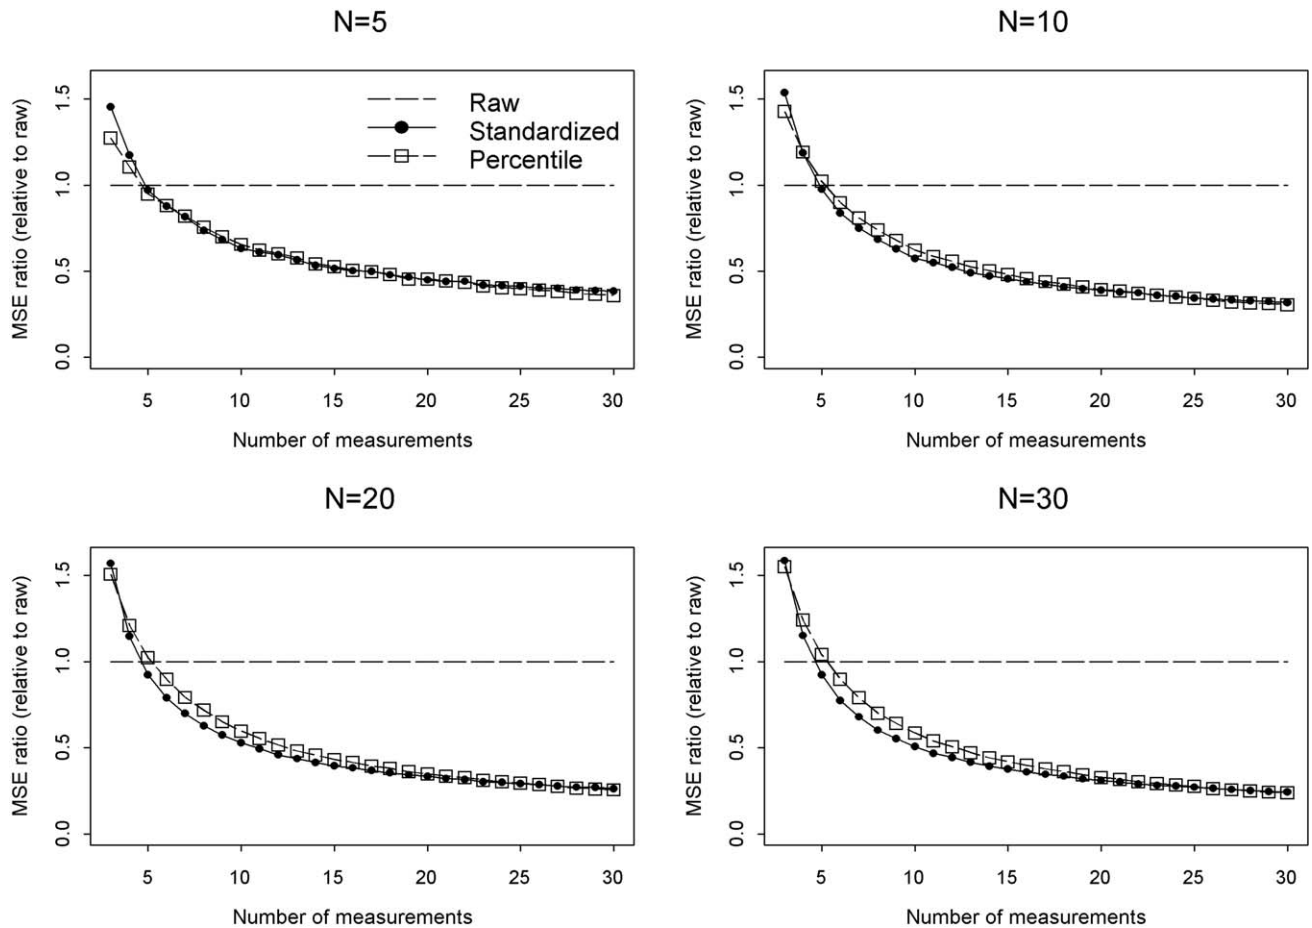 N=5
MSE ratio (relative to raw)
1.5
1.0
0.5
0.0
Raw
Standardized
Percentile
5 10 15 20 25 30
Number of measurements
N=10
MSE ratio (relative to raw)
1.5
1.0
0.5
0.0
5 10 15 20 25 30
Number of measurements
N=20
MSE ratio (relative to raw)
1.5
1.0
0.5
0.0
5 10 15 20 25 30
Number of measurements
N=30
MSE ratio (relative to raw)
1.5
1.0
0.5
0.0
5 10 15 20 25 30
Number of measurements